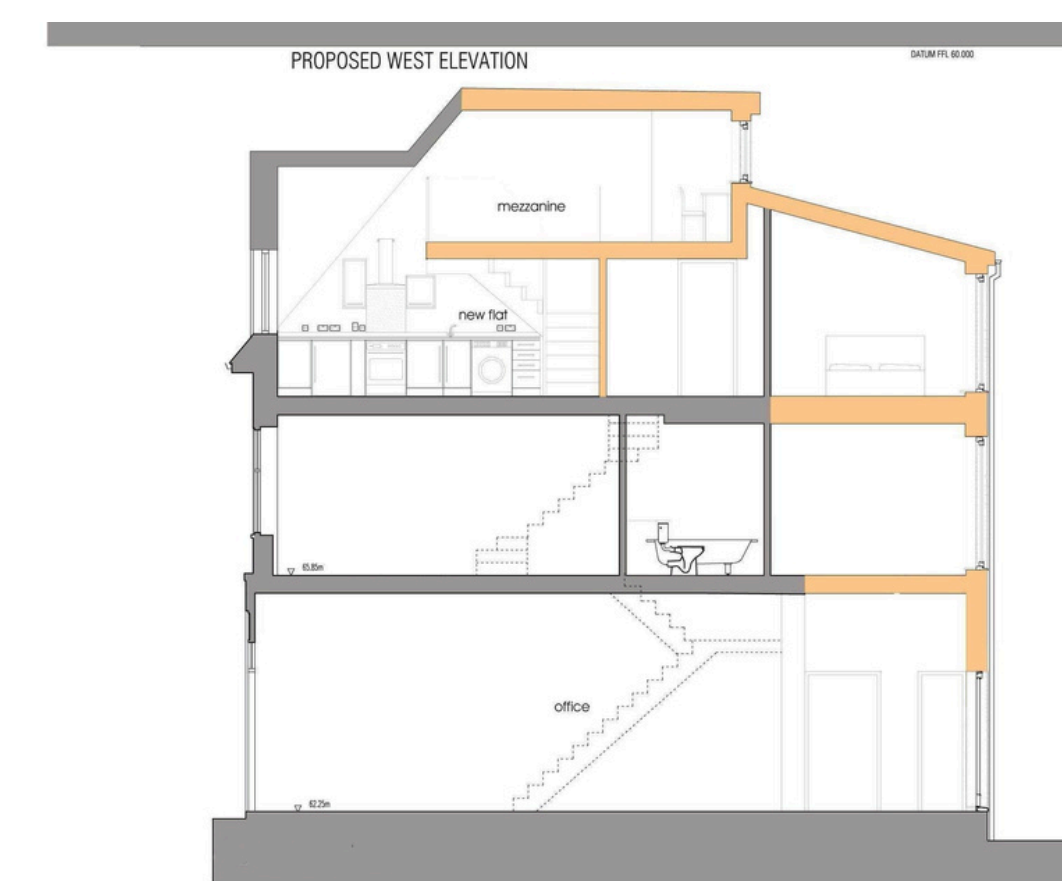 PROPOSED WEST ELEVATION
DATUM FFL 60.000
mezzanine
new flat
65.85m
office
62.25m